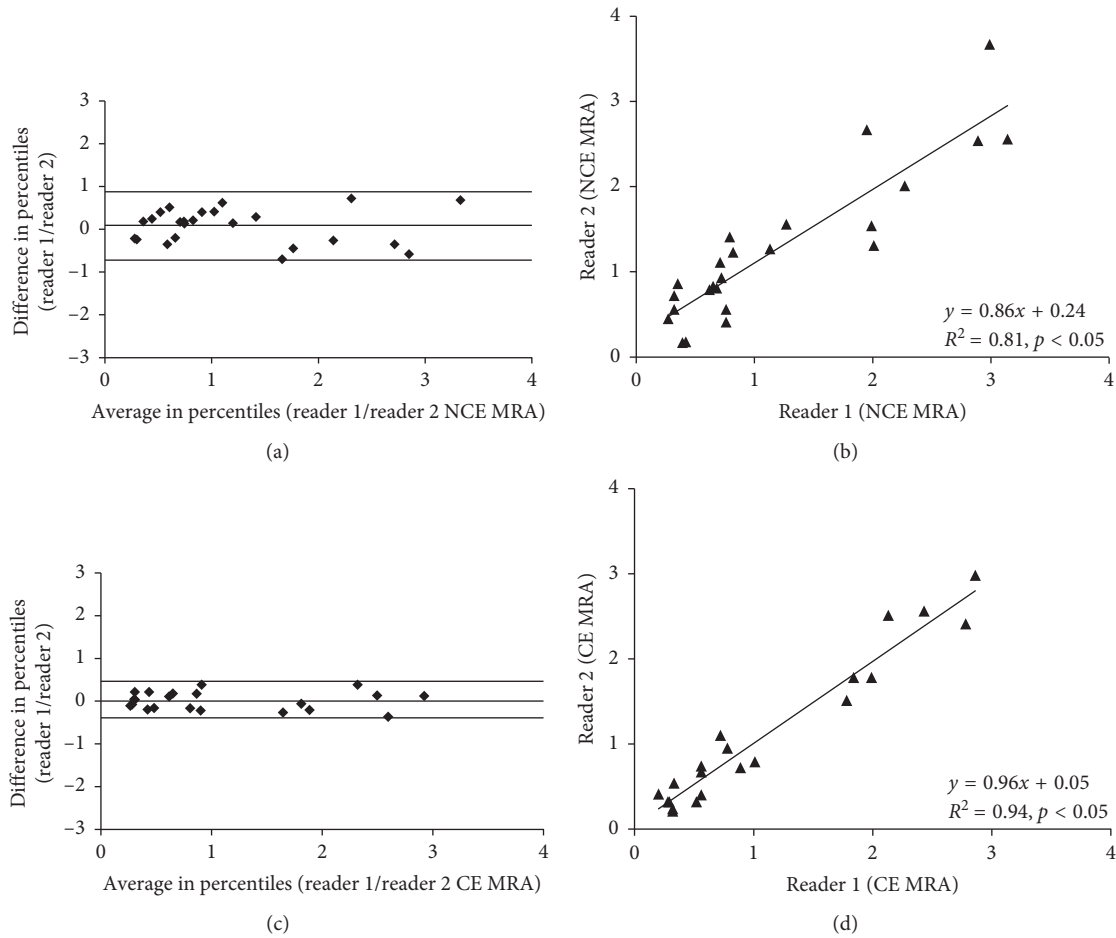 3
2
1
0
−1
−2
−3
0 1 2 3 4
Difference in percentiles
(reader 1/reader 2)
Average in percentiles (reader 1/reader 2 NCE MRA)
(a)
4
3
2
1
0
0 1 2 3 4
Reader 2 (NCE MRA)
y = 0.86x + 0.24
R² = 0.81, p < 0.05
Reader 1 (NCE MRA)
(b)
3
2
1
0
−1
−2
−3
0 1 2 3 4
Difference in percentiles
(reader 1/reader 2)
Average in percentiles (reader 1/reader 2 CE MRA)
(c)
4
3
2
1
0
0 1 2 3 4
Reader 2 (CE MRA)
y = 0.96x + 0.05
R² = 0.94, p < 0.05
Reader 1 (CE MRA)
(d)